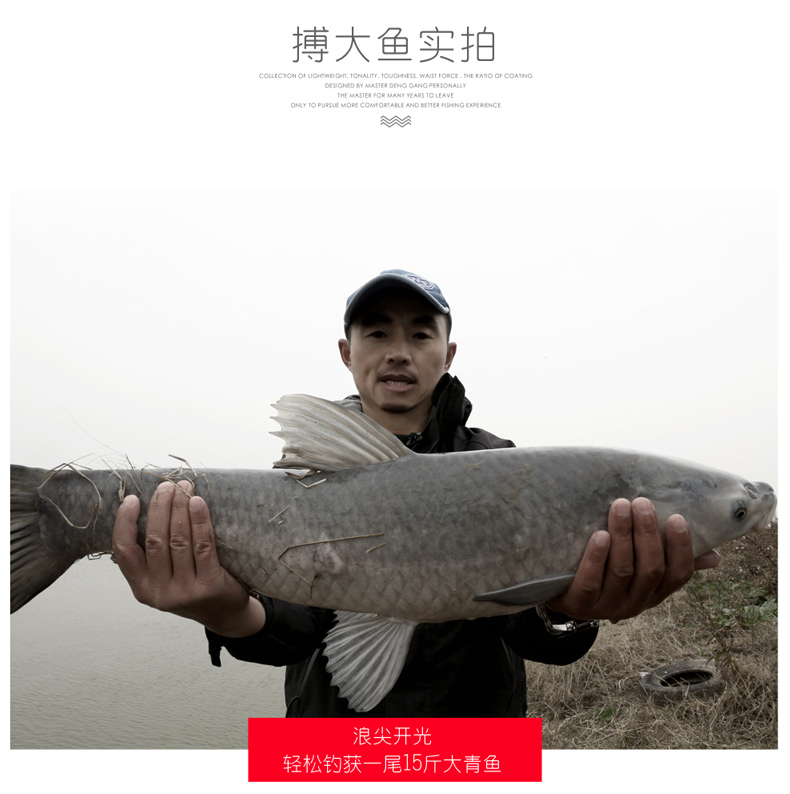 搏大鱼实拍
COLLECTION OF LIGHTWEIGHT, TONALITY, TOUGHNESS, WAIST FORCE , THE RATIO OF COATING
DESIGNED BY MASTER DENG GANG PERSONALLY
THE MASTER FOR MANY YEARS TO LEAVE
ONLY TO PURSUE MORE COMFORTABLE AND BETTER FISHING EXPERIENCE
浪尖开光
轻松钓获一尾15斤大青鱼